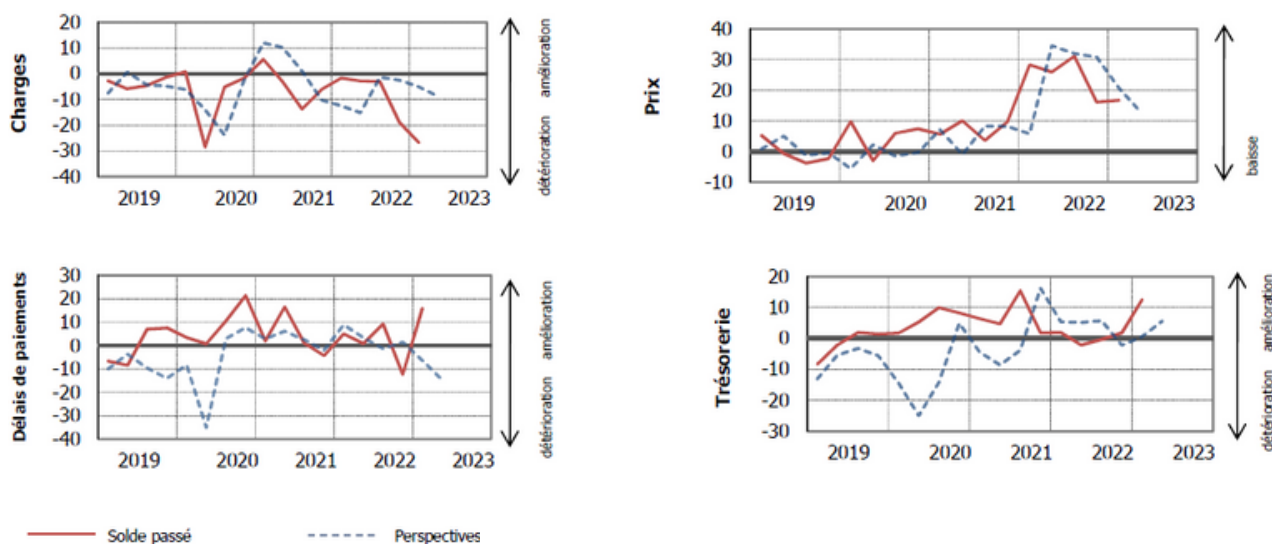 Charges
20
10
0
-10
-20
-30
-40
2019 2020 2021 2022 2023
amélioration
détérioration
Prix
40
30
20
10
0
-10
2019 2020 2021 2022 2023
baisse
Délais de paiements
30
20
10
0
-10
-20
-30
-40
2019 2020 2021 2022 2023
amélioration
détérioration
Trésorerie
20
10
0
-10
-20
-30
2019 2020 2021 2022 2023
amélioration
détérioration
Solde passé Perspectives